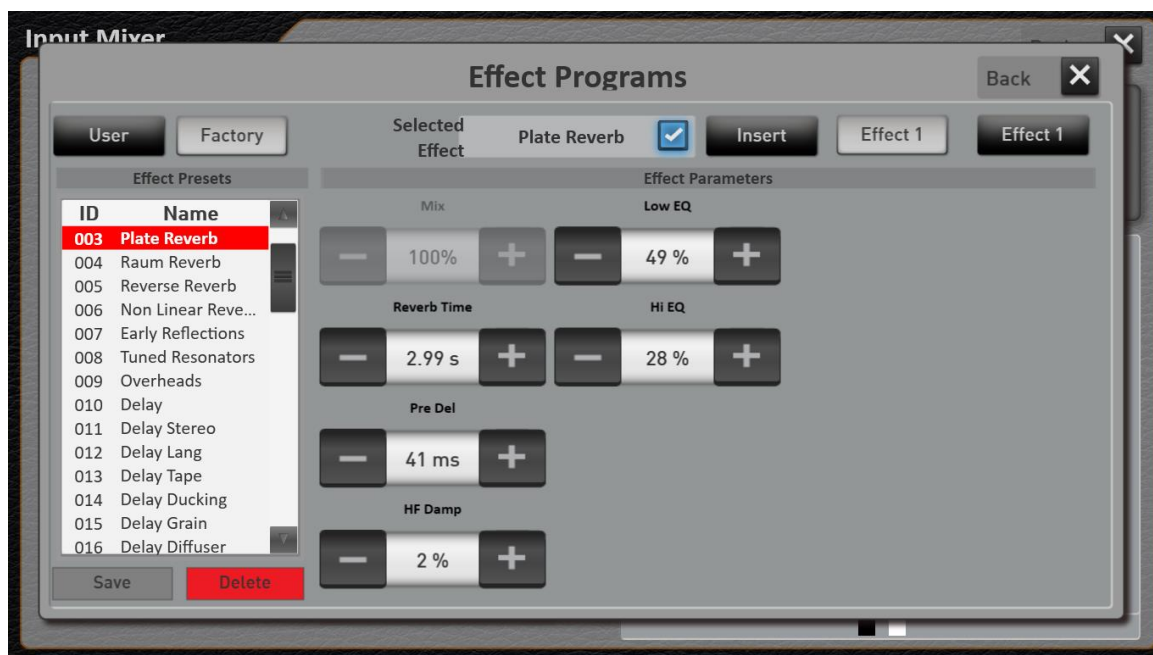 Input Mixer
Effect Programs
Back
User
Factory
Selected
Effect
Plate Reverb
Insert
Effect 1
Effect 1
Effect Presets
Effect Parameters
ID Name
003 Plate Reverb
004 Raum Reverb
005 Reverse Reverb
006 Non Linear Reve...
007 Early Reflections
008 Tuned Resonators
009 Overheads
010 Delay
011 Delay Stereo
012 Delay Lang
013 Delay Tape
014 Delay Ducking
015 Delay Grain
016 Delay Diffuser
Save
Delete
Mix
Low EQ
100%
49 %
Reverb Time
Hi EQ
2.99 s
28 %
Pre Del
41 ms
HF Damp
2 %